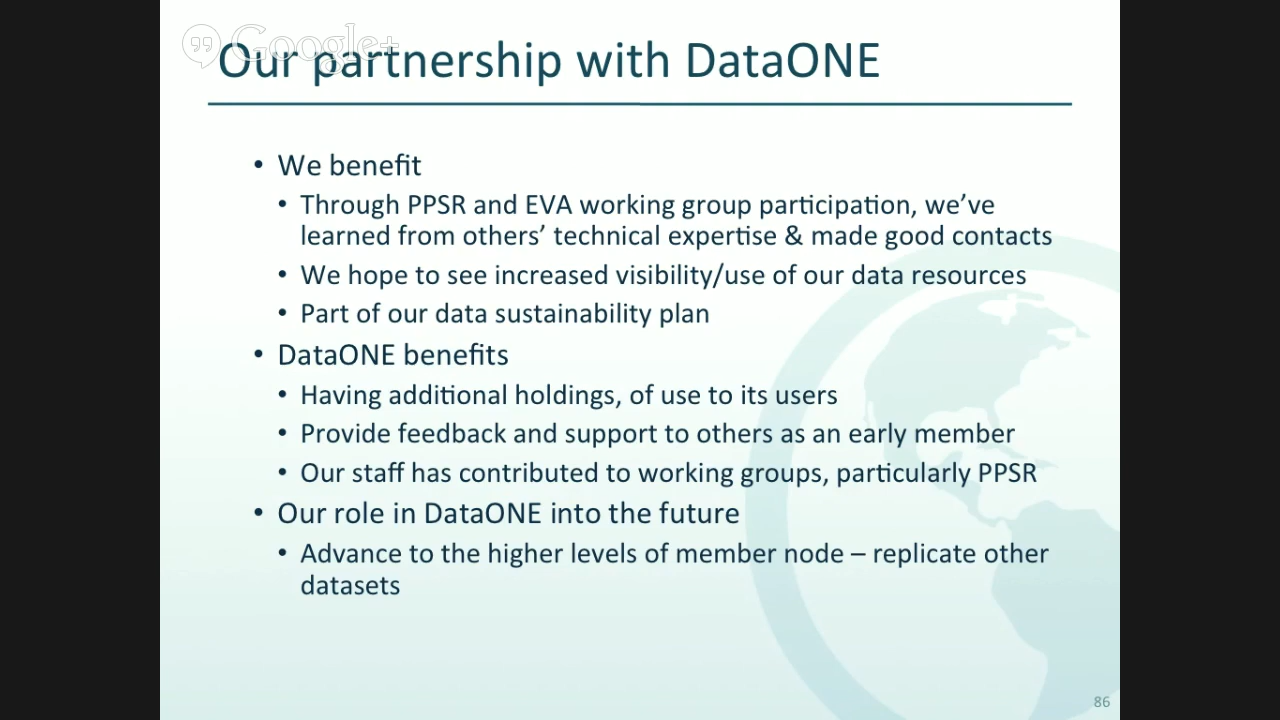 Google+
Our partnership with DataONE
• We benefit
• Through PPSR and EVA working group participation, we’ve
learned from others’ technical expertise & made good contacts
• We hope to see increased visibility/use of our data resources
• Part of our data sustainability plan
• DataONE benefits
• Having additional holdings, of use to its users
• Provide feedback and support to others as an early member
• Our staff has contributed to working groups, particularly PPSR
• Our role in DataONE into the future
• Advance to the higher levels of member node – replicate other
datasets
86